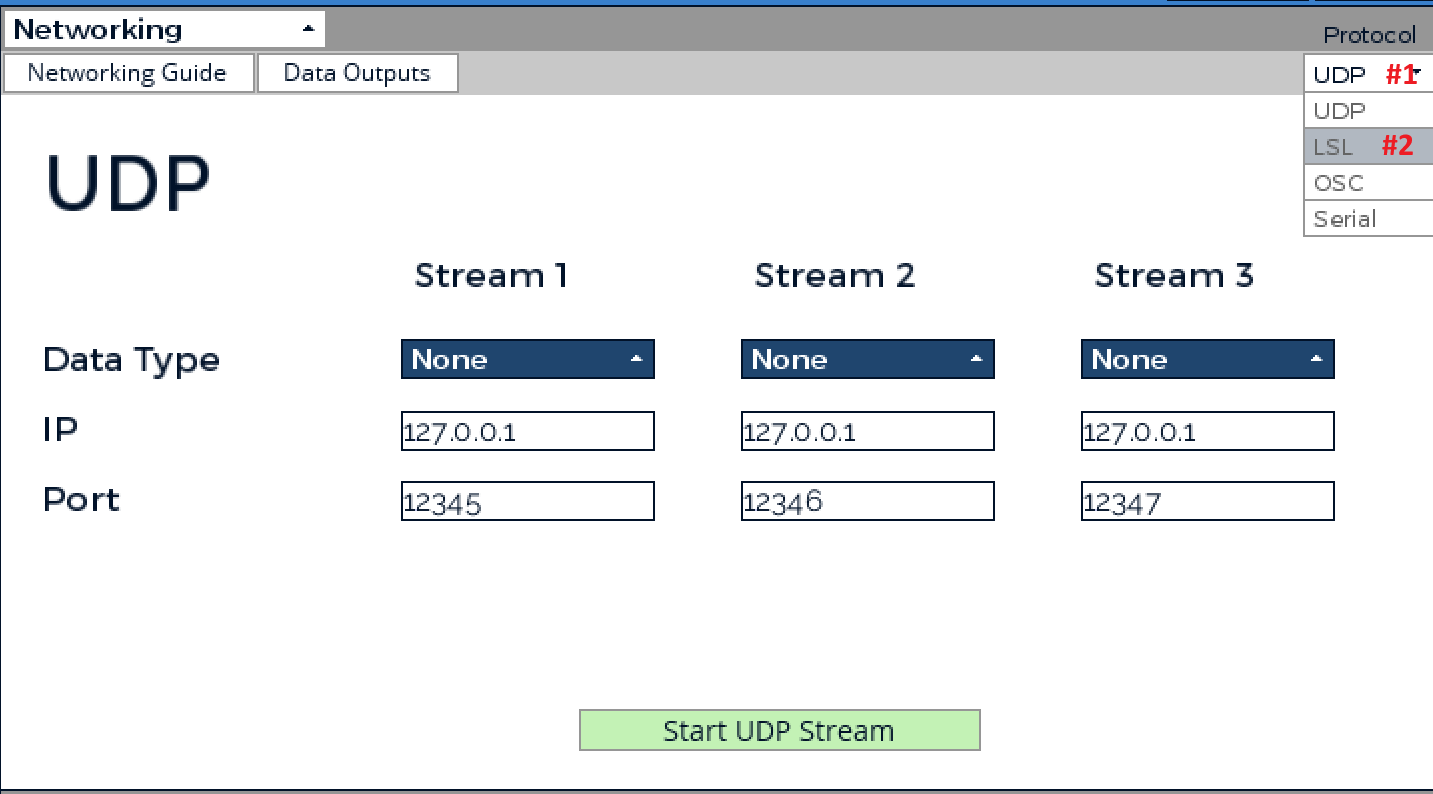 Networking
Protocol
Networking Guide Data Outputs
UDP #1
UDP
LSL #2
OSC
Serial
UDP
Stream 1 Stream 2 Stream 3
Data Type None None None
IP 127.0.0.1 127.0.0.1 127.0.0.1
Port 12345 12346 12347
Start UDP Stream